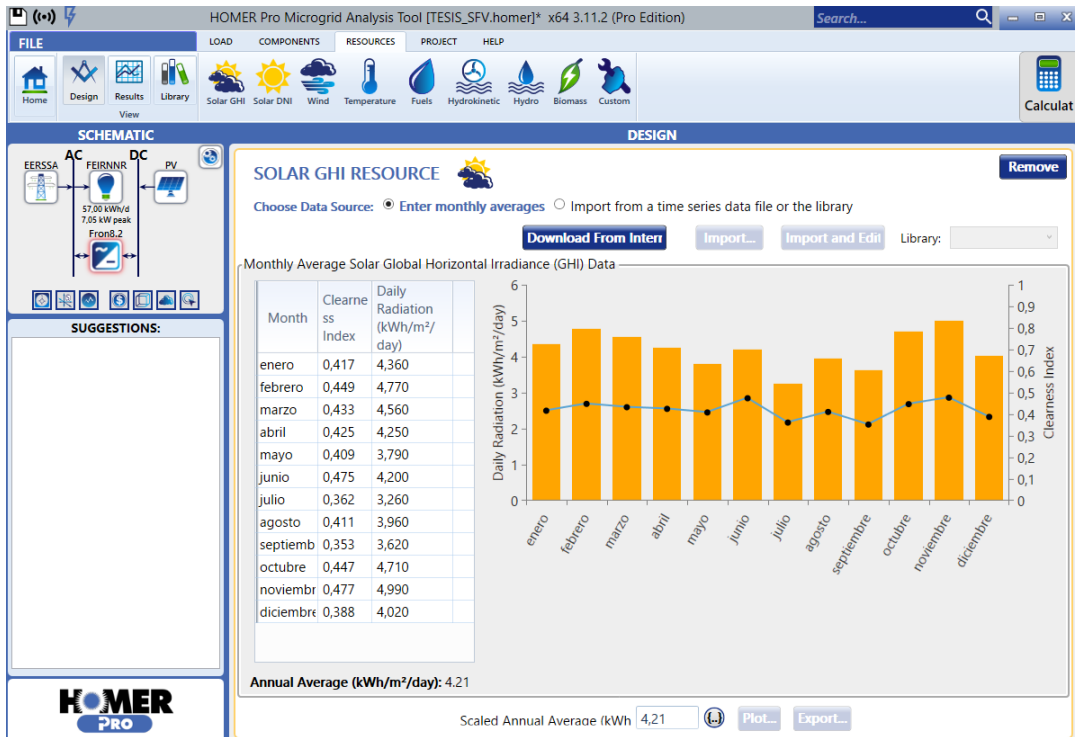 HOMER Pro Microgrid Analysis Tool [TESIS_SFV.homer]* x64 3.11.2 (Pro Edition)
Search...
FILE
LOAD COMPONENTS RESOURCES PROJECT HELP
Home
Design
Results
Library
View
Solar GHI
Solar DNI
Wind
Temperature
Fuels
Hydrokinetic
Hydro
Biomass
Custom
Calculat
SCHEMATIC
DESIGN
AC DC
EERSSA FEIRNNR PV
57,00 kWh/d
7,05 kW peak
Fron8.2
SUGGESTIONS:
HOMER
PRO
SOLAR GHI RESOURCE
Remove
Choose Data Source: Enter monthly averages Import from a time series data file or the library
Download From Intern Import... Import and Edit Library:
Monthly Average Solar Global Horizontal Irradiance (GHI) Data
Month
Clearne
ss
Index
Daily
Radiation
(kWh/m²/
day)
enero 0,417 4,360
febrero 0,449 4,770
marzo 0,433 4,560
abril 0,425 4,250
mayo 0,409 3,790
junio 0,475 4,200
julio 0,362 3,260
agosto 0,411 3,960
septiemb 0,353 3,620
octubre 0,447 4,710
noviembr 0,477 4,990
diciembre 0,388 4,020
Daily Radiation (kWh/m²/day)
6
5
4
3
2
1
0
1
0,9
0,8
0,7
0,6
0,5
0,4
0,3
0,2
0,1
0
Clearness Index
enero
febrero
marzo
abril
mayo
junio
julio
agosto
septiembre
octubre
noviembre
diciembre
Annual Average (kWh/m²/day): 4.21
Scaled Annual Average (kWh 4,21 {..} Plot... Export...